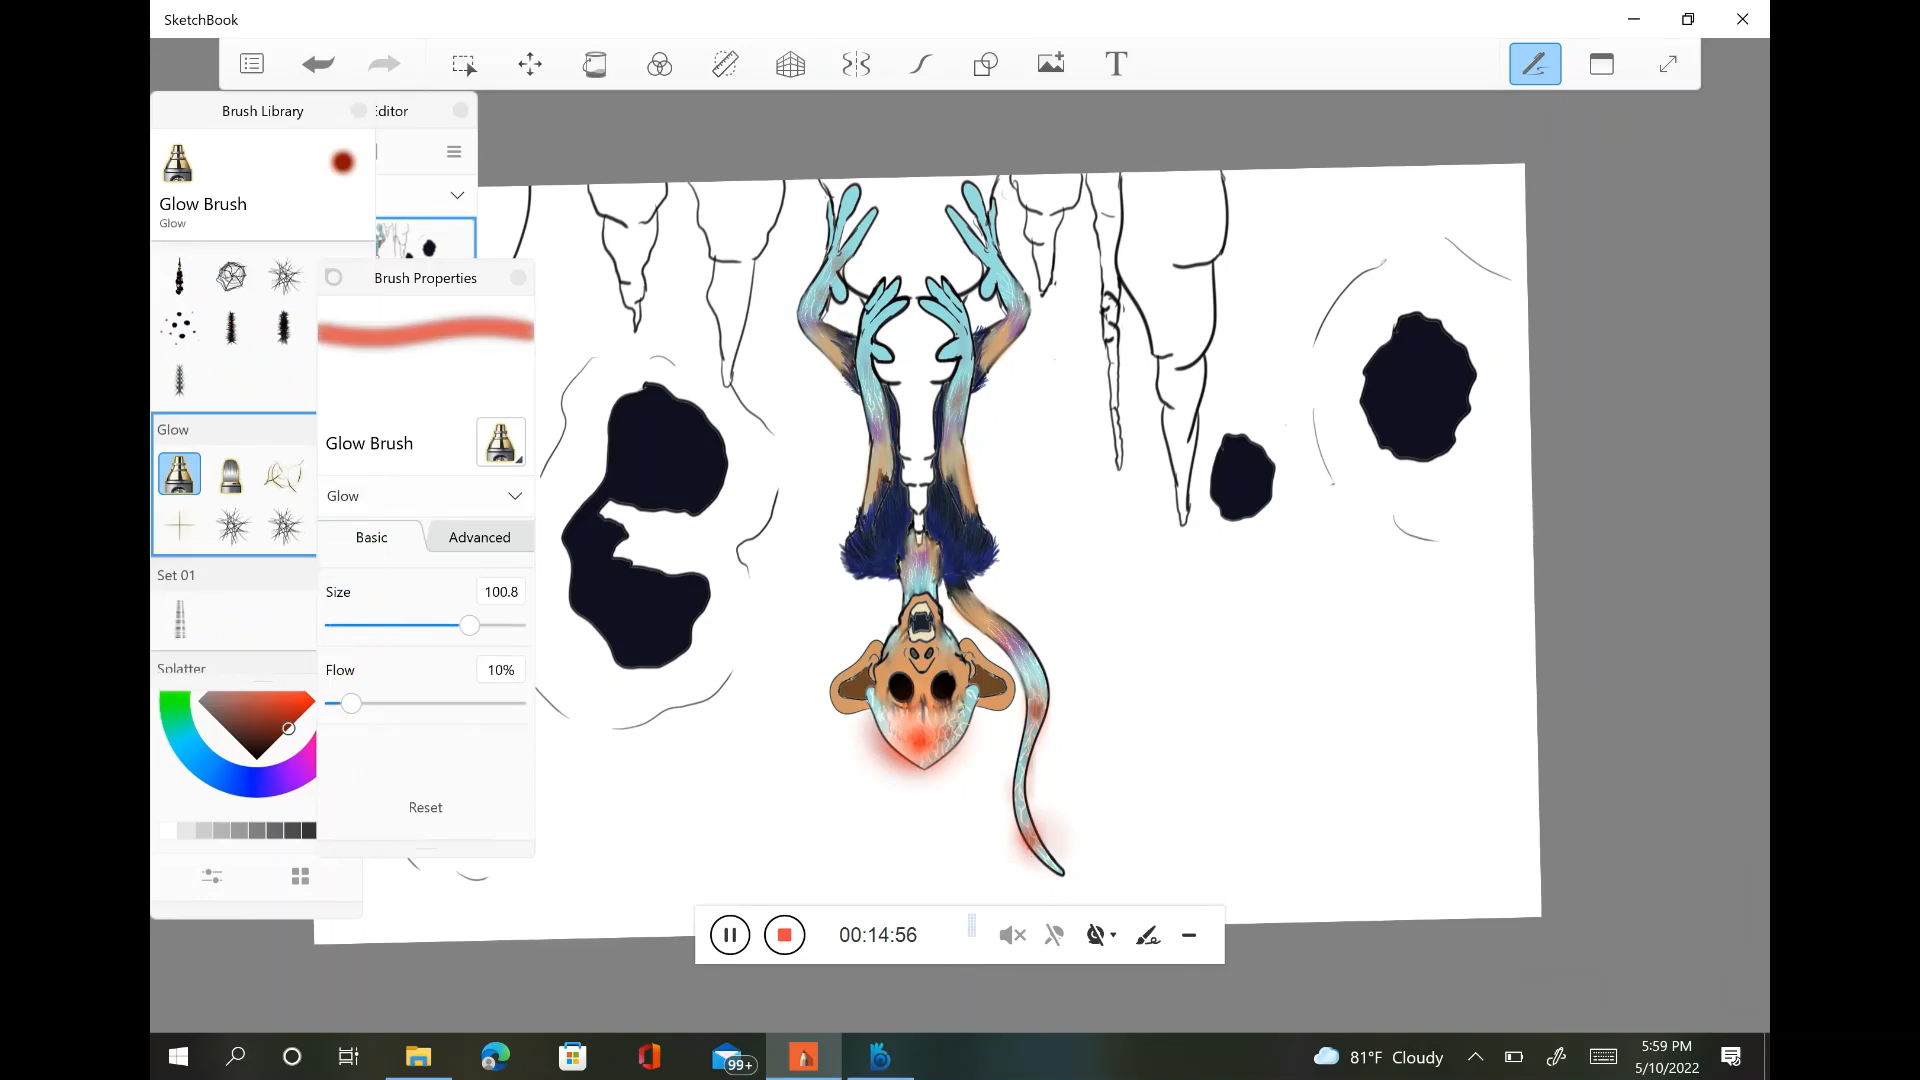 SketchBook
Brush Library
Editor
Glow Brush
Glow
Brush Properties
Glow
Glow Brush
Glow
Basic
Advanced
Set 01
Size
100.8
Splatter
Flow
10%
Reset
00:14:56
99+
81°F Cloudy
5:59 PM
5/10/2022